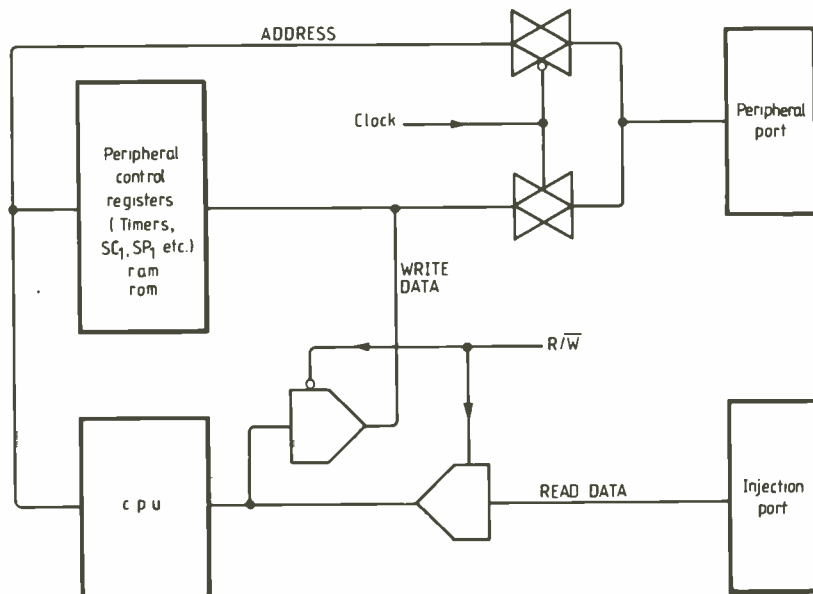 ADDRESS
Clock
Peripheral
port
Peripheral
control
registers
( Timers,
SC1, SP1 etc.)
ram
rom
WRITE
DATA
R/W̅
cpu
READ DATA
Injection
port